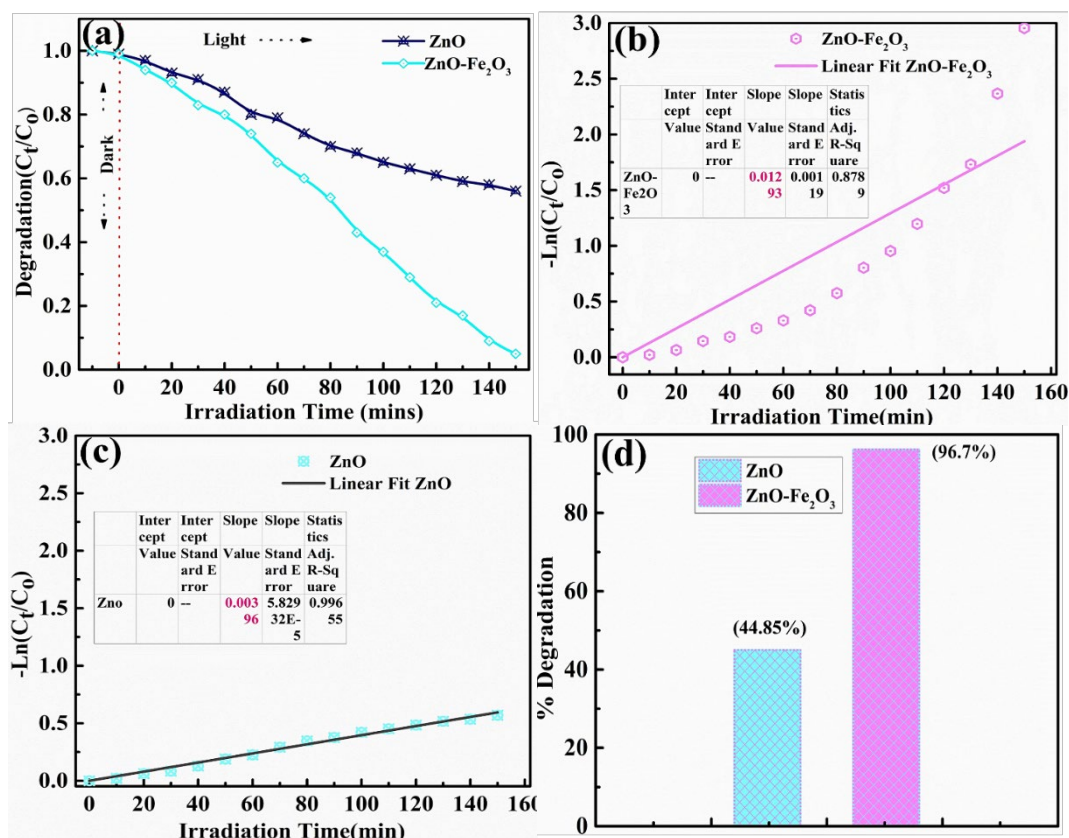 (a)
Light
ZnO
ZnO-Fe₂O₃
Dark
Degradation(Cₜ/C₀)
1.0
0.8
0.6
0.4
0.2
0.0
0 20 40 60 80 100 120 140
Irradiation Time (mins)
(b)
ZnO-Fe₂O₃
Linear Fit ZnO-Fe₂O₃
Inter Inter Slope Slope Statis
cept cept tics
Value Stand Value Stand Adj.
ard E ard E R-Sq
rror rror uare
ZnO- 0 -- 0.012 0.001 0.878
Fe2O 93 19 9
3
-Ln(Cₜ/C₀)
3.0
2.5
2.0
1.5
1.0
0.5
0.0
0 20 40 60 80 100 120 140 160
Irradiation Time(min)
(c)
ZnO
Linear Fit ZnO
Inter Inter Slope Slope Statis
cept cept tics
Value Stand Value Stand Adj.
ard E ard E R-Sq
rror rror uare
Zno 0 -- 0.003 5.829 0.996
96 32E- 55
5
-Ln(Cₜ/C₀)
3.0
2.5
2.0
1.5
1.0
0.5
0.0
0 20 40 60 80 100 120 140 160
Irradiation Time(min)
(d)
ZnO
ZnO-Fe₂O₃
(96.7%)
(44.85%)
% Degradation
100
80
60
40
20
0